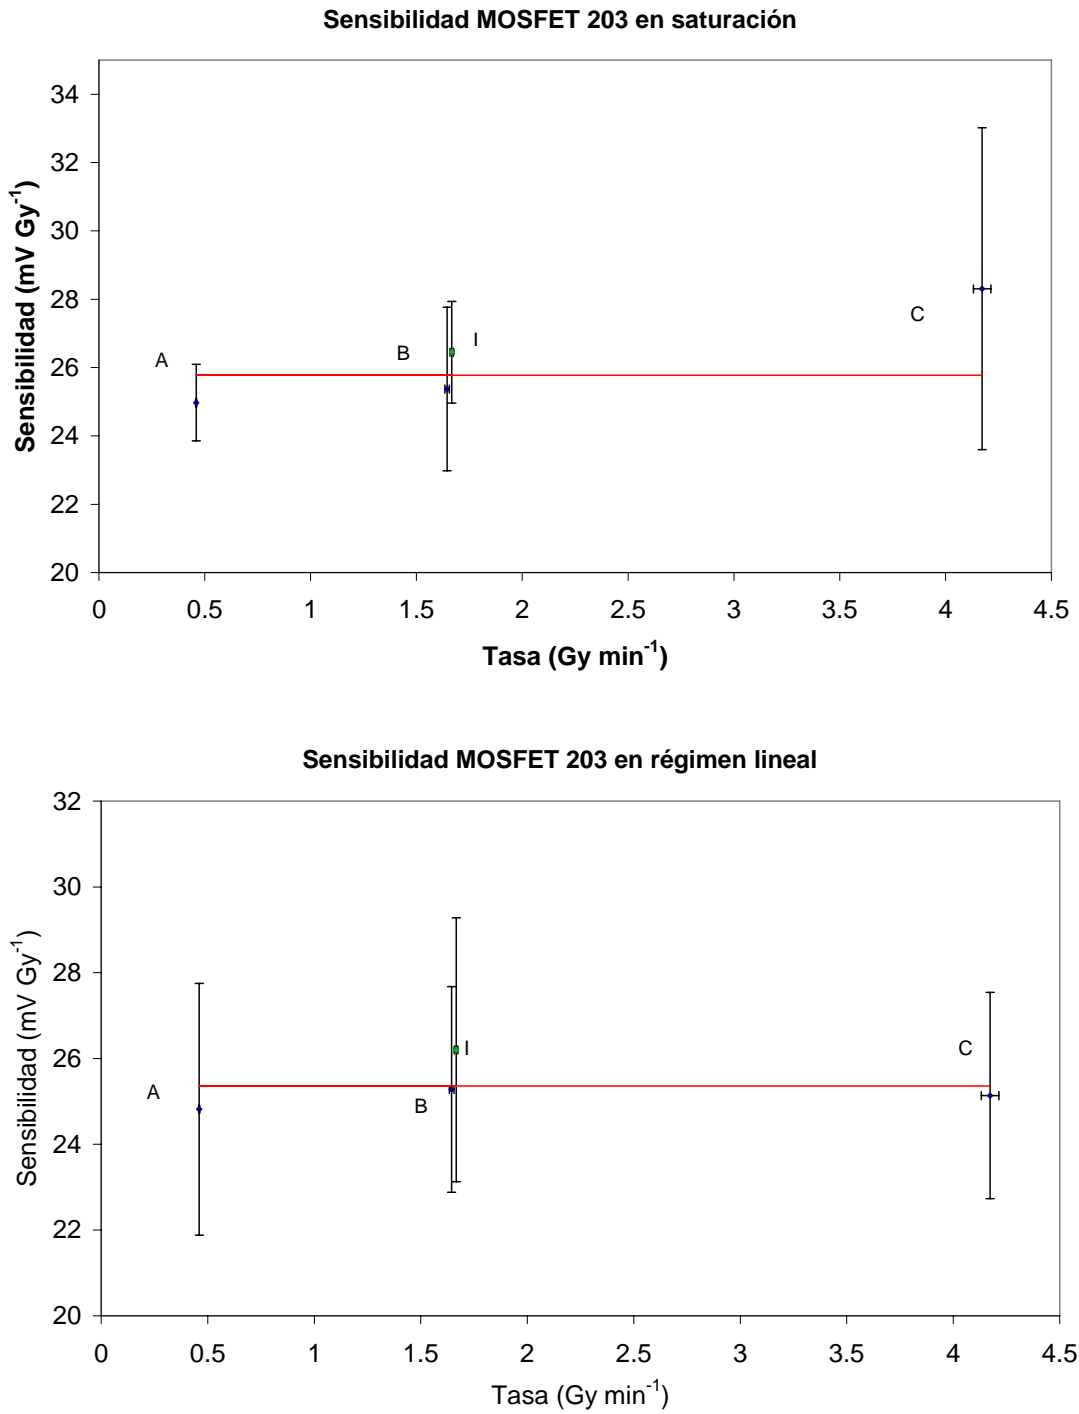 Sensibilidad MOSFET 203 en saturación
34
32
30
28
26
24
22
20
Sensibilidad (mV Gy⁻¹)
A
B
I
C
0 0.5 1 1.5 2 2.5 3 3.5 4 4.5
Tasa (Gy min⁻¹)
Sensibilidad MOSFET 203 en régimen lineal
32
30
28
26
24
22
20
Sensibilidad (mV Gy⁻¹)
A
B
I
C
0 0.5 1 1.5 2 2.5 3 3.5 4 4.5
Tasa (Gy min⁻¹)